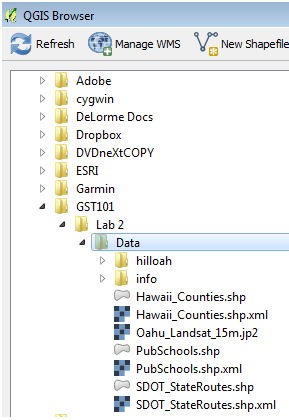 QGIS Browser
Refresh Manage WMS New Shapefile
Adobe
cygwin
DeLorme Docs
Dropbox
DVDneXtCOPY
ESRI
Garmin
GST101
Lab 2
Data
hilloah
info
Hawaii_Counties.shp
Hawaii_Counties.shp.xml
Oahu_Landsat_15m.jp2
PubSchools.shp
PubSchools.shp.xml
SDOT_StateRoutes.shp
SDOT_StateRoutes.shp.xml